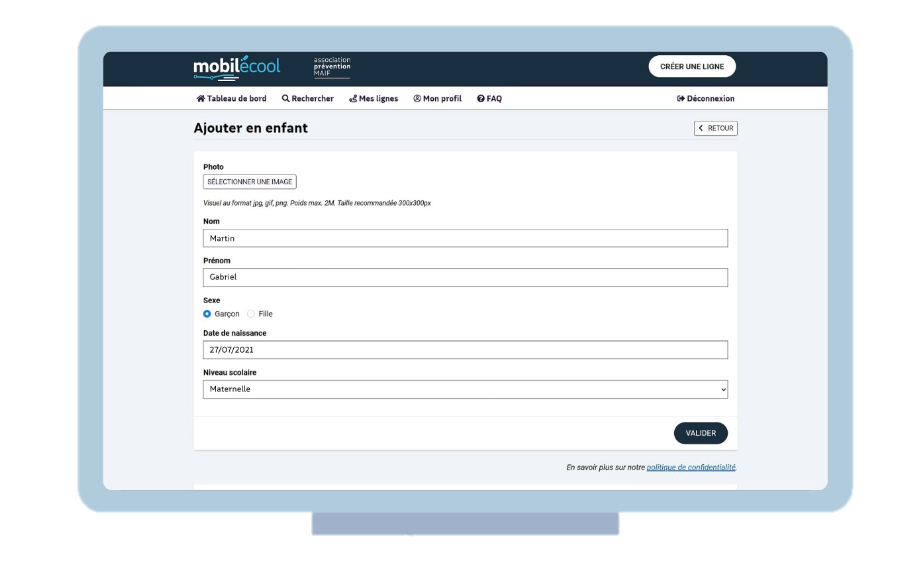 mobilécool
association
prévention
MAIF
CRÉER UNE LIGNE
Tableau de bord Rechercher Mes lignes Mon profil FAQ Déconnexion
Ajouter en enfant
RETOUR
Photo
SÉLECTIONNER UNE IMAGE
Visuel au format jpg, gif, png. Poids max. 2M. Taille recommandée 300x300px
Nom
Martin
Prénom
Gabriel
Sexe
Garçon Fille
Date de naissance
27/07/2021
Niveau scolaire
Maternelle
VALIDER
En savoir plus sur notre politique de confidentialité.